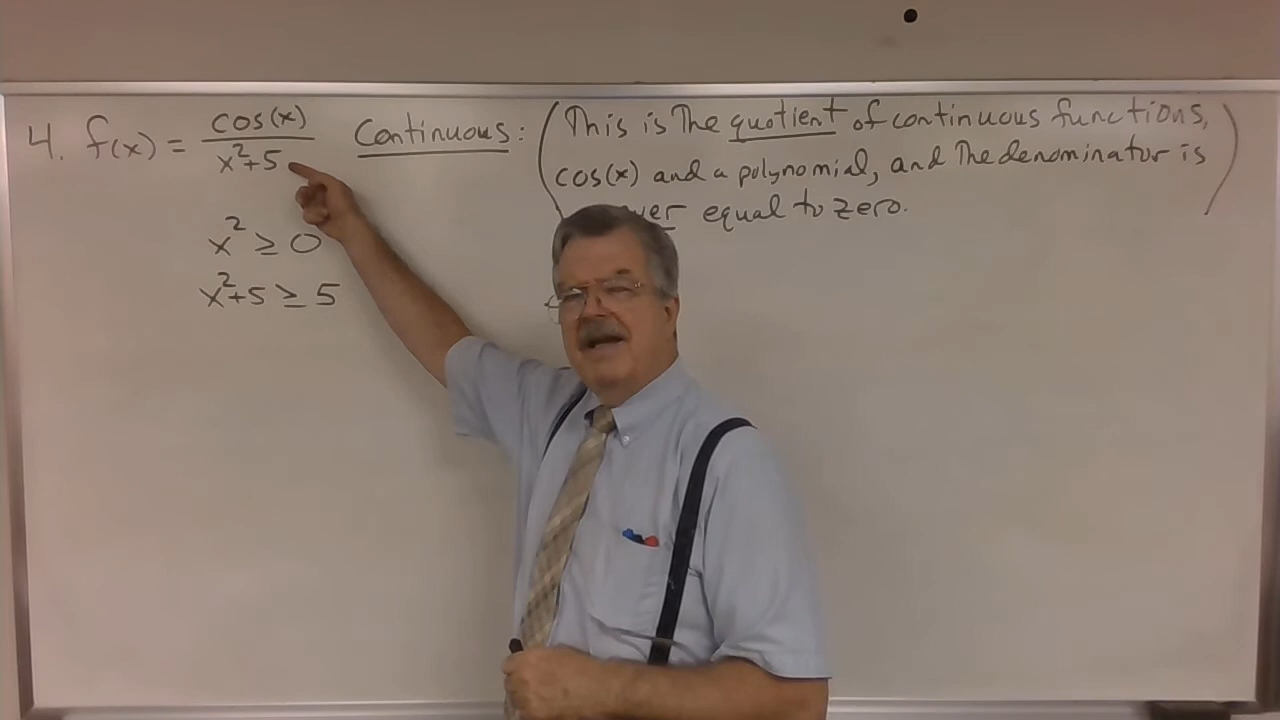 4. f(x) = cos(x) / x²+5 Continuous: (This is the quotient of continuous functions,
cos(x) and a polynomial, and the denominator is
equal to zero.)
x² ≥ 0
x²+5 ≥ 5